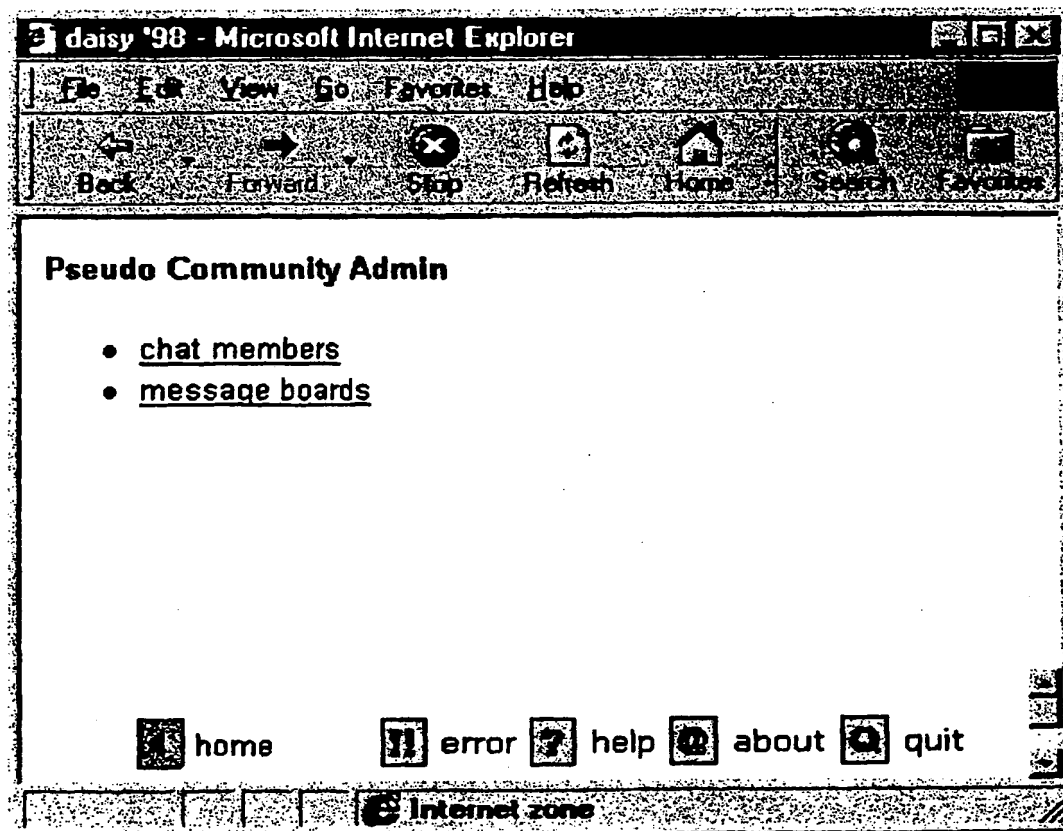 daisy '98 - Microsoft Internet Explorer
File Edit View Go Favorites Help
Back Forward Stop Refresh Home Search Favorites
Pseudo Community Admin
• chat members
• message boards
home !! error ? help @ about Q quit
Internet zone